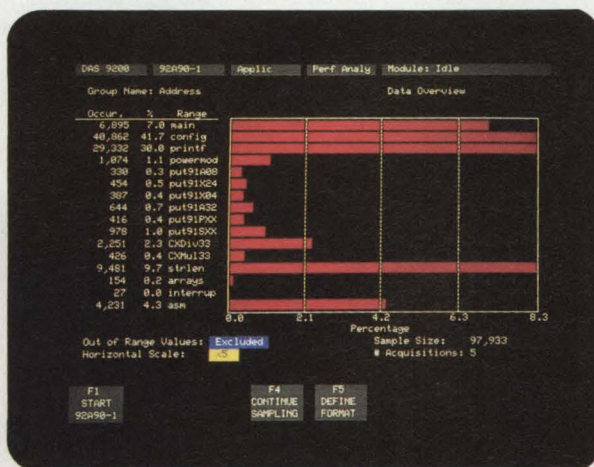 DAS 9200 92A90-1 Applic Perf Analy Module: Idle
Group Name: Address Data Overview
Occur. % Range
6,895 7.0 main
40,862 41.7 config
29,332 30.0 printf
1,074 1.1 powermod
330 0.3 put91A08
454 0.5 put91X24
387 0.4 put91X04
644 0.7 put91A32
416 0.4 put91PXX
978 1.0 put91SXX
2,251 2.3 CXDiv33
426 0.4 CXMul33
9,481 9.7 strlen
154 0.2 arrays
27 0.0 interrup
4,231 4.3 asm
0.0 2.1 4.2 6.3 8.3
Percentage
Out of Range Values: Excluded Sample Size: 97,933
Horizontal Scale: # Acquisitions: 5
F1 F4 F5
START CONTINUE DEFINE
92A90-1 SAMPLING FORMAT